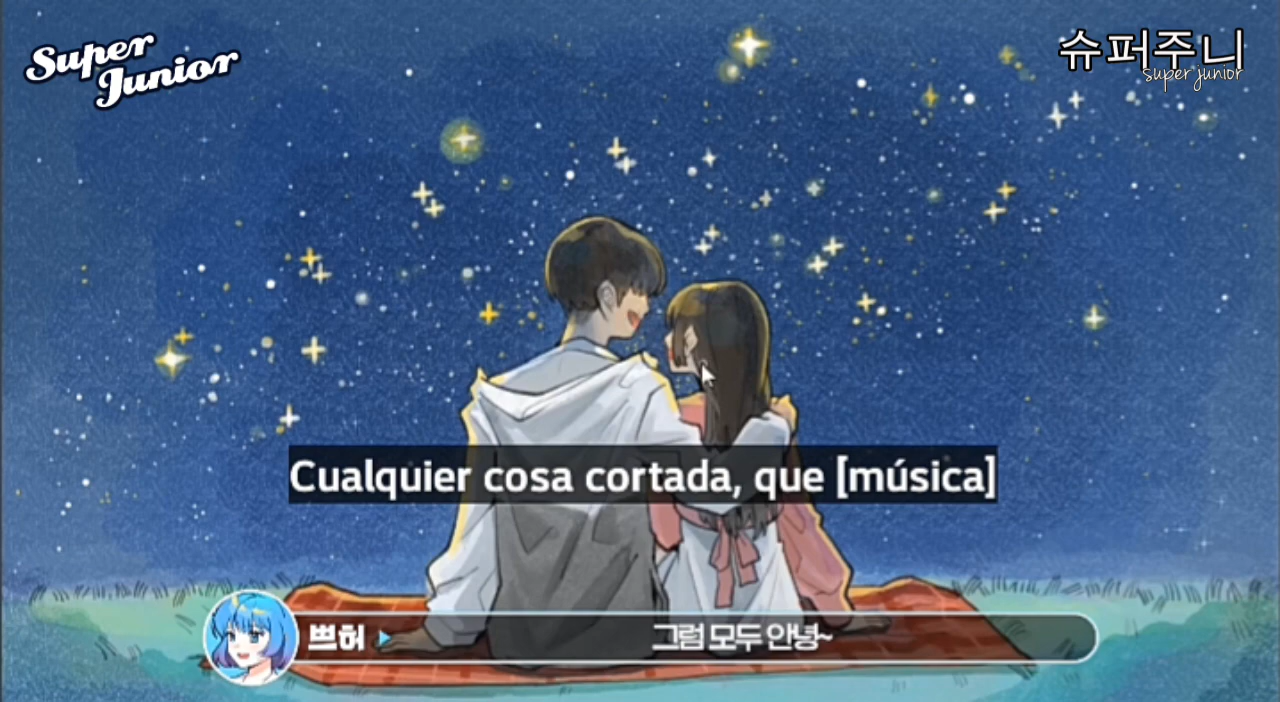 Super
Junior
슈퍼주니
super junior
Cualquier cosa cortada, que [música]
쁘허
그럼 모두 안녕~